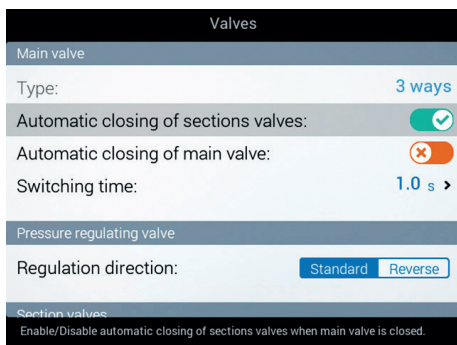 Valves
Main valve
Type: 3 ways
Automatic closing of sections valves:
Automatic closing of main valve:
Switching time: 1.0 s >
Pressure regulating valve
Regulation direction: Standard Reverse
Section valves
Enable/Disable automatic closing of sections valves when main valve is closed.